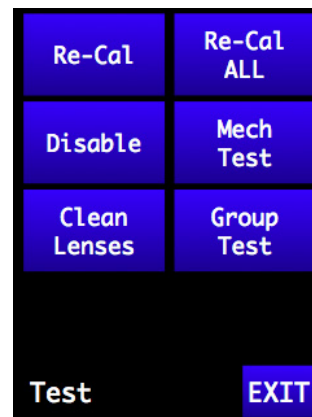 Re-Cal
Re-Cal
ALL
Disable
Mech
Test
Clean
Lenses
Group
Test
Test
EXIT